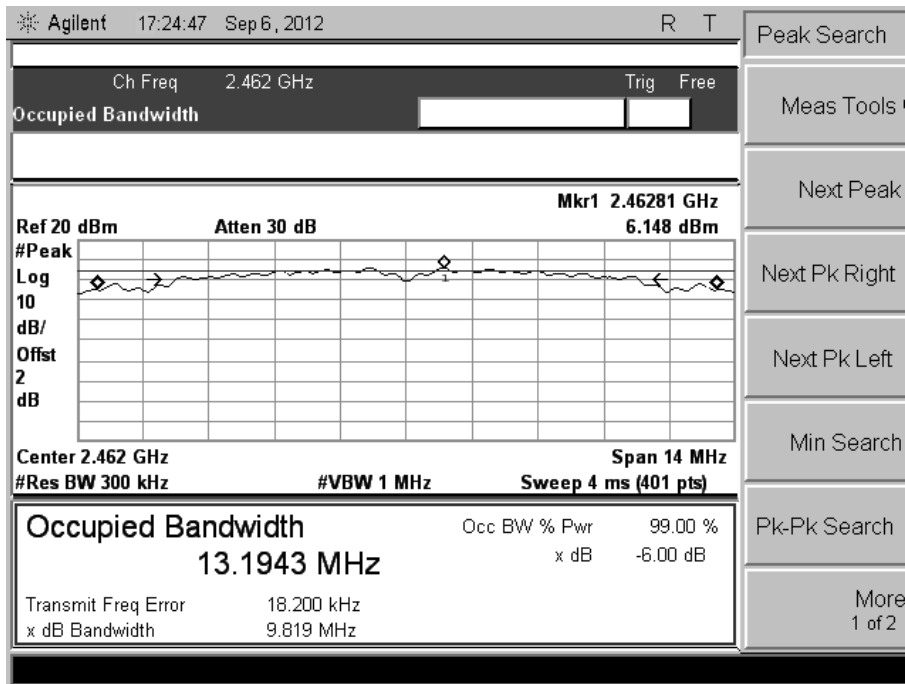 Agilent 17:24:47 Sep 6, 2012 R T
Ch Freq 2.462 GHz Trig Free
Occupied Bandwidth
Mkr1 2.46281 GHz
Ref 20 dBm Atten 30 dB 6.148 dBm
#Peak
Log
10
dB/
Offst
2
dB
1
Center 2.462 GHz Span 14 MHz
#Res BW 300 kHz #VBW 1 MHz Sweep 4 ms (401 pts)
Occupied Bandwidth
13.1943 MHz
Occ BW % Pwr 99.00 %
x dB -6.00 dB
Transmit Freq Error 18.200 kHz
x dB Bandwidth 9.819 MHz
Peak Search
Meas Tools
Next Peak
Next Pk Right
Next Pk Left
Min Search
Pk-Pk Search
More
1 of 2